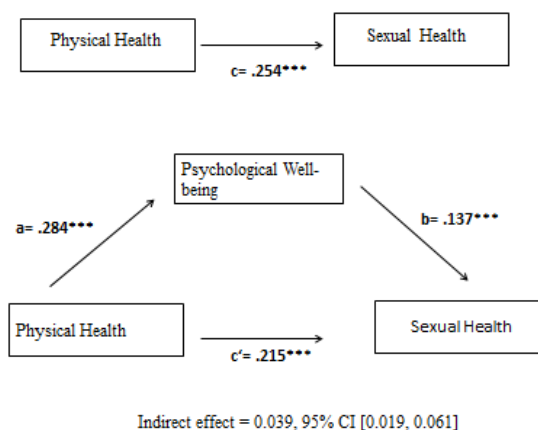 Physical Health
Sexual Health
c= .254***
Psychological Well-
being
a= .284***
b= .137***
Physical Health
Sexual Health
c‘= .215***
Indirect effect = 0.039, 95% CI [0.019, 0.061]